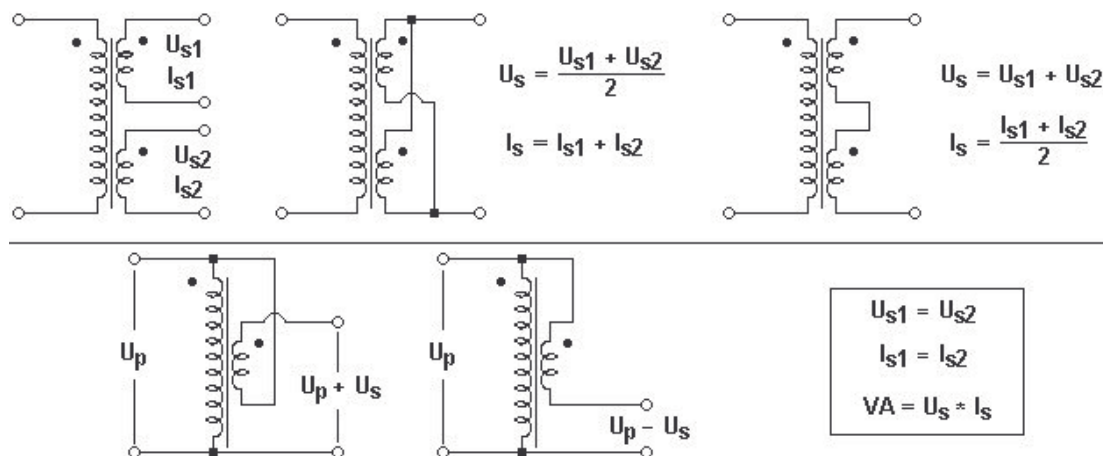 Us1
Is1
Us2
Is2
Us = Us1 + Us2 / 2
Is = Is1 + Is2
Us = Us1 + Us2
Is = Is1 + Is2 / 2
Up
Up + Us
Up
Up - Us
Us1 = Us2
Is1 = Is2
VA = Us * Is